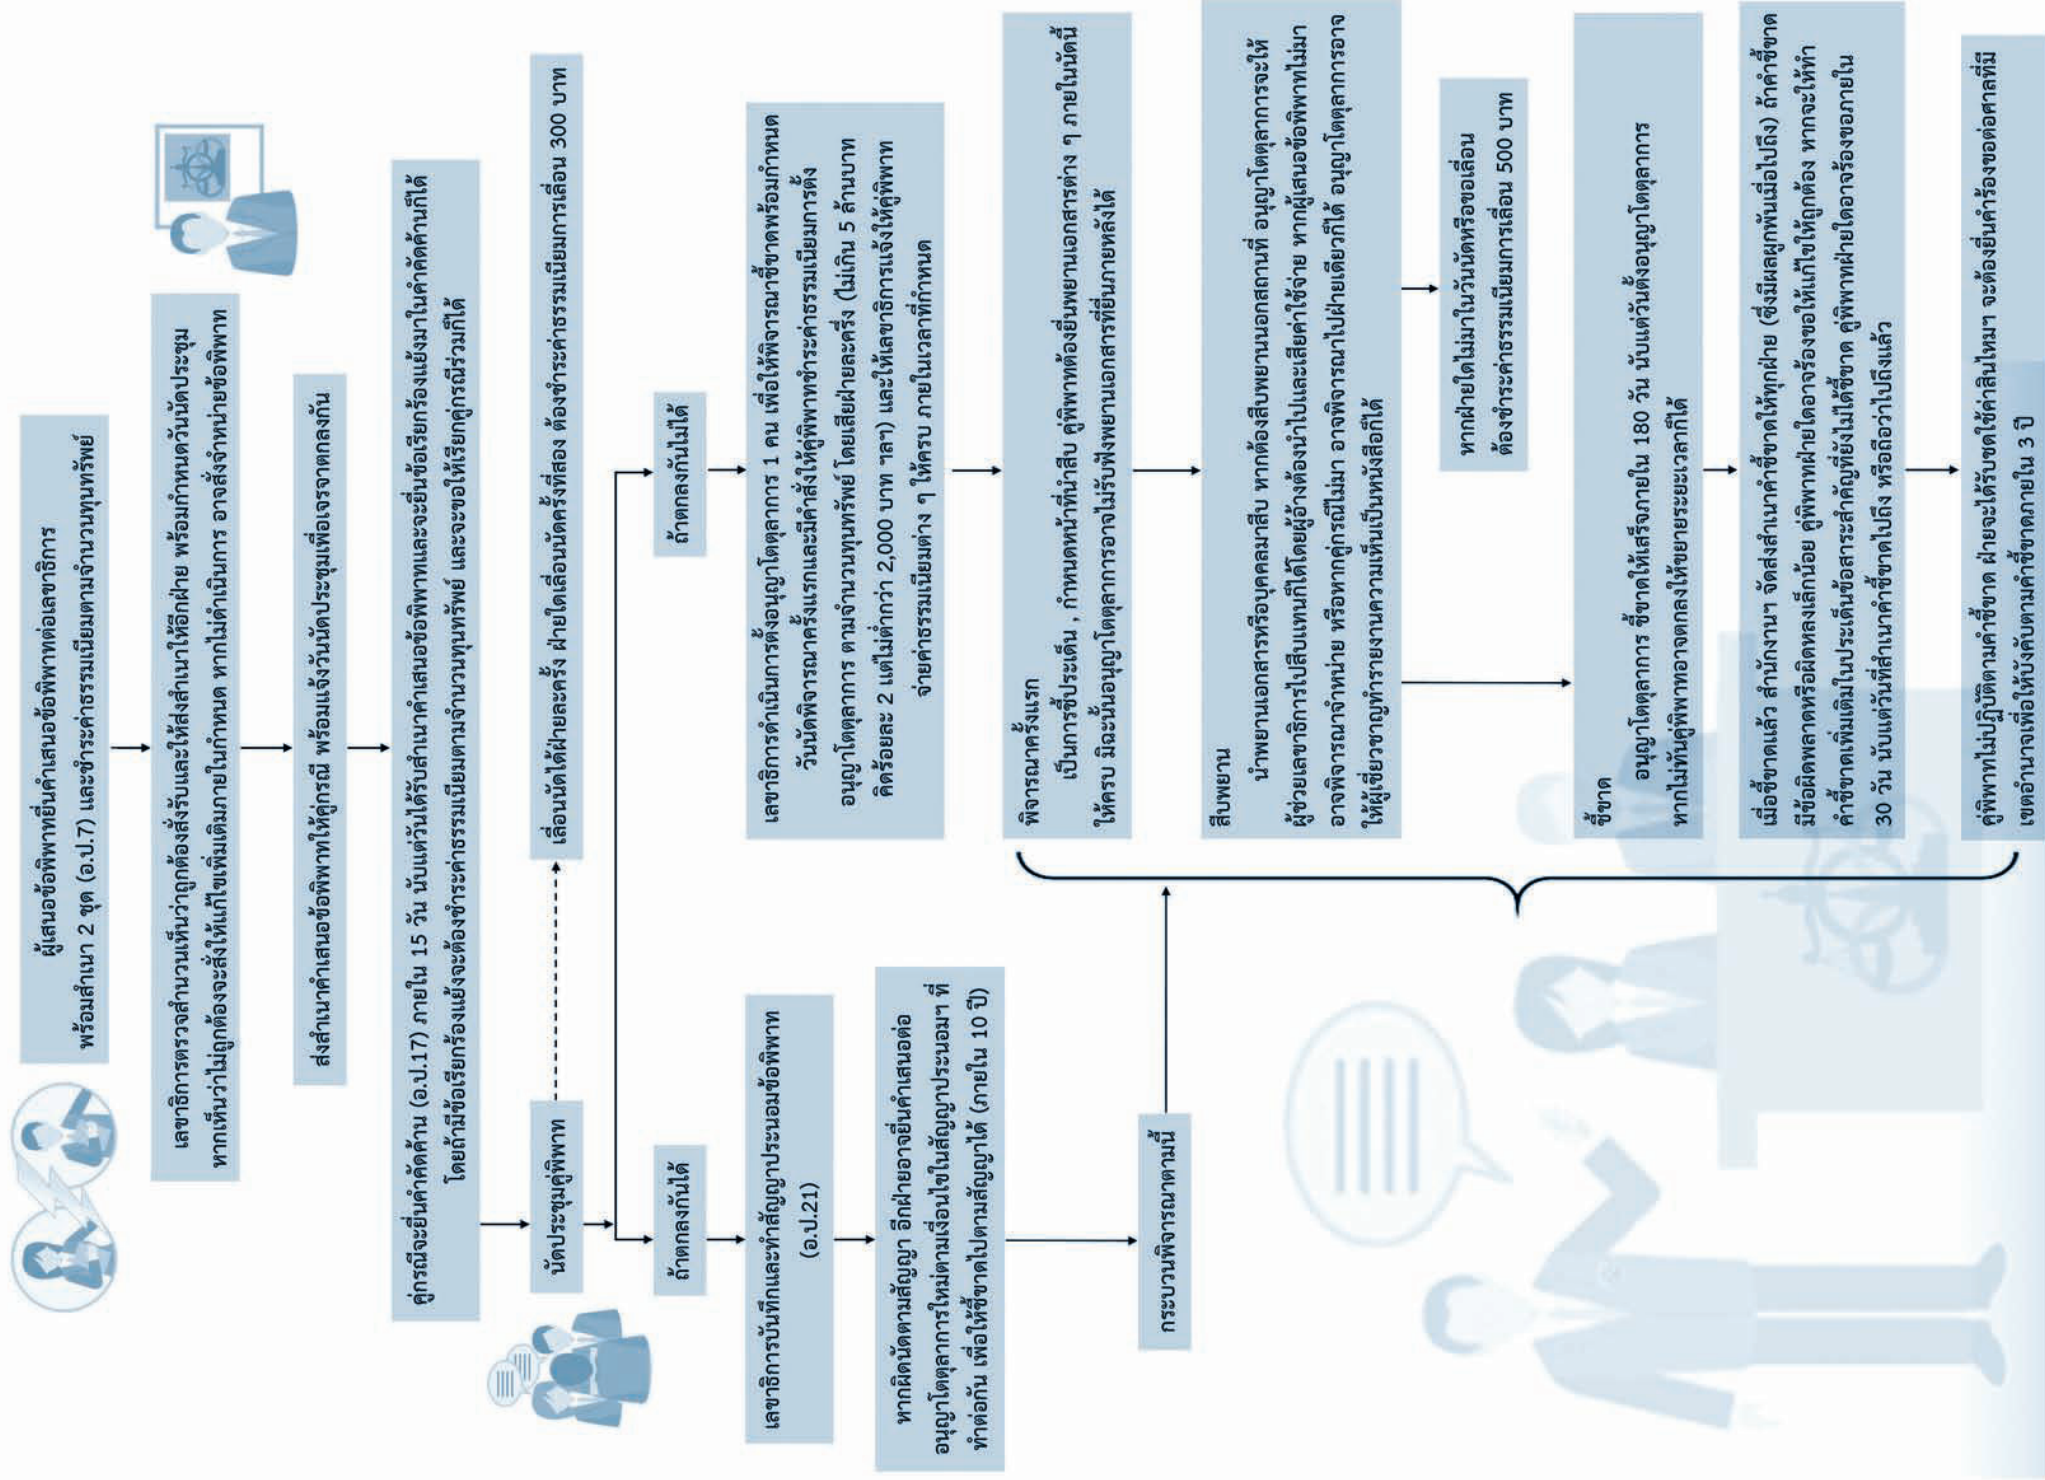 ผู้เสนอข้อพิพาทยื่นคำเสนอข้อพิพาทต่อเลขาธิการ
พร้อมสำเนา 2 ชุด (อ.ป.7) และชำระค่าธรรมเนียมตามจำนวนทุนทรัพย์
เลขาธิการตรวจสำนวนเห็นว่าถูกต้องสั่งรับและให้ส่งสำเนาให้อีกฝ่าย พร้อมกำหนดวันนัดประชุม
หากเห็นว่าไม่ถูกต้องจะสั่งให้แก้ไขเพิ่มเติมภายในกำหนด หากไม่ดำเนินการ อาจสั่งจำหน่ายข้อพิพาท
ส่งสำเนาคำเสนอข้อพิพาทให้คู่กรณี พร้อมแจ้งวันนัดประชุมเพื่อเจรจาตกลงกัน
คู่กรณีจะยื่นคำคัดค้าน (อ.ป.17) ภายใน 15 วัน นับแต่วันได้รับสำเนาคำเสนอข้อพิพาทและจะยื่นข้อเรียกร้องแย้งมาในคำคัดค้านก็ได้
โดยถ้ามีข้อเรียกร้องแย้งจะต้องชำระค่าธรรมเนียมตามจำนวนทุนทรัพย์ และจะขอให้เรียกคู่กรณีร่วมก็ได้
นัดประชุมคู่พิพาท
เลื่อนนัดได้ฝ่ายละครั้ง ฝ่ายใดเลื่อนนัดครั้งที่สอง ต้องชำระค่าธรรมเนียมการเลื่อน 300 บาท
ถ้าตกลงกันได้
เลขาธิการบันทึกและทำสัญญาประนอมข้อพิพาท
(อ.ป.21)
หากผิดนัดตามสัญญา อีกฝ่ายอาจยื่นคำเสนอต่อ
อนุญาโตตุลาการใหม่ตามเงื่อนไขในสัญญาประนอมฯ ที่
ทำต่อกัน เพื่อให้ชี้ขาดไปตามสัญญาได้ (ภายใน 10 ปี)
กระบวนพิจารณาตามนี้
ถ้าตกลงกันไม่ได้
เลขาธิการดำเนินการตั้งอนุญาโตตุลาการ 1 คน เพื่อให้พิจารณาชี้ขาดพร้อมกำหนด
วันนัดพิจารณาครั้งแรกและมีคำสั่งให้คู่พิพาทชำระค่าธรรมเนียมการตั้ง
อนุญาโตตุลาการ ตามจำนวนทุนทรัพย์ โดยเสียฝ่ายละครึ่ง (ไม่เกิน 5 ล้านบาท
คิดร้อยละ 2 แต่ไม่ต่ำกว่า 2,000 บาท ฯลฯ) และให้เลขาธิการแจ้งให้คู่พิพาท
จ่ายค่าธรรมเนียมต่าง ๆ ให้ครบ ภายในเวลาที่กำหนด
พิจารณาครั้งแรก
เป็นการชี้ประเด็น , กำหนดหน้าที่นำสืบ คู่พิพาทต้องยื่นพยานเอกสารต่าง ๆ ภายในนัดนี้
ให้ครบ มิฉะนั้นอนุญาโตตุลาการอาจไม่รับฟังพยานเอกสารที่ยื่นภายหลังได้
สืบพยาน
นำพยานเอกสารหรือบุคคลมาสืบ หากต้องสืบพยานนอกสถานที่ อนุญาโตตุลาการจะให้
ผู้ช่วยเลขาธิการไปสืบแทนก็ได้โดยผู้อ้างต้องนำไปและเสียค่าใช้จ่าย หากผู้เสนอข้อพิพาทไม่มา
อาจพิจารณาจำหน่าย หรือหากคู่กรณีไม่มา อาจพิจารณาไปฝ่ายเดียวก็ได้ อนุญาโตตุลาการอาจ
ให้ผู้เชี่ยวชาญทำรายงานความเห็นเป็นหนังสือก็ได้
หากฝ่ายใดไม่มาในวันนัดหรือขอเลื่อน
ต้องชำระค่าธรรมเนียมการเลื่อน 500 บาท
ชี้ขาด
อนุญาโตตุลาการ ชี้ขาดให้เสร็จภายใน 180 วัน นับแต่วันตั้งอนุญาโตตุลาการ
หากไม่ทันคู่พิพาทอาจตกลงให้ขยายระยะเวลาก็ได้
เมื่อชี้ขาดแล้ว สำนักงานฯ จัดส่งสำเนาคำชี้ขาดให้ทุกฝ่าย (ซึ่งมีผลผูกพันเมื่อไปถึง) ถ้าคำชี้ขาด
มีข้อผิดพลาดหรือผิดหลงเล็กน้อย คู่พิพาทฝ่ายใดอาจร้องขอให้แก้ไขให้ถูกต้อง หากจะให้ทำ
คำชี้ขาดเพิ่มเติมในประเด็นข้อสาระสำคัญที่ยังไม่ได้ชี้ขาด คู่พิพาทฝ่ายใดอาจร้องขอภายใน
30 วัน นับแต่วันที่สำเนาคำชี้ขาดไปถึง หรือถือว่าไปถึงแล้ว
คู่พิพาทไม่ปฏิบัติตามคำชี้ขาด ฝ่ายจะได้รับชดใช้ค่าสินไหมฯ จะต้องยื่นคำร้องขอต่อศาลที่มี
เขตอำนาจเพื่อให้บังคับตามคำชี้ขาดภายใน 3 ปี